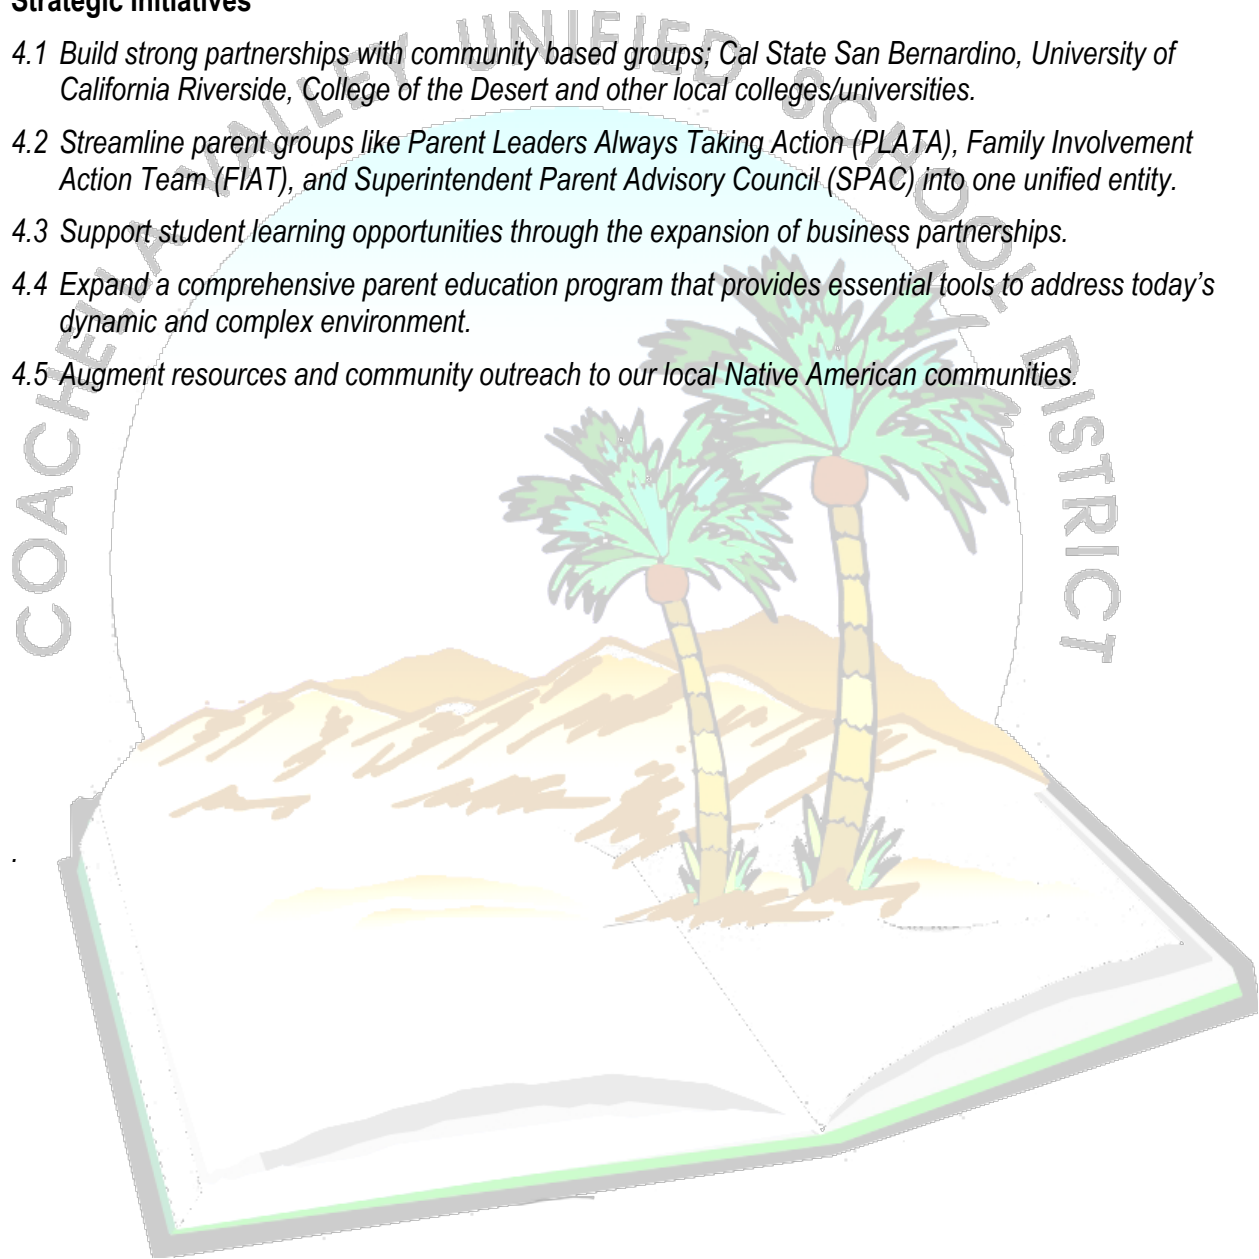 Strategic Initiatives
4.1 Build strong partnerships with community based groups; Cal State San Bernardino, University of
California Riverside, College of the Desert and other local colleges/universities.
4.2 Streamline parent groups like Parent Leaders Always Taking Action (PLATA), Family Involvement
Action Team (FIAT), and Superintendent Parent Advisory Council (SPAC) into one unified entity.
4.3 Support student learning opportunities through the expansion of business partnerships.
4.4 Expand a comprehensive parent education program that provides essential tools to address today’s
dynamic and complex environment.
4.5 Augment resources and community outreach to our local Native American communities.
.
COACHELLA VALLEY UNIFIED SCHOOL DISTRICT